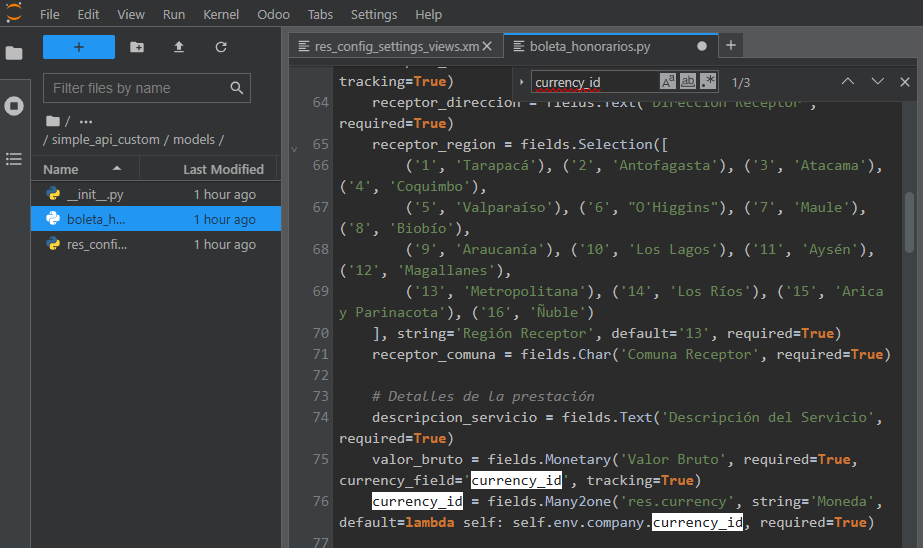 File Edit View Run Kernel Odoo Tabs Settings Help
res_config_settings_views.xm
boleta_honorarios.py
Filter files by name
/ ...
/ simple_api_custom / models /
Name Last Modified
__init__.py 1 hour ago
boleta_h... 1 hour ago
res_confi... 1 hour ago
currency_id 1/3
tracking=True)
64 receptor_direccion = fields.Text('Dirección Receptor',
required=True)
65 receptor_region = fields.Selection([
66 ('1', 'Tarapacá'), ('2', 'Antofagasta'), ('3', 'Atacama'),
('4', 'Coquimbo'),
67 ('5', 'Valparaíso'), ('6', "O'Higgins"), ('7', 'Maule'),
('8', 'Biobío'),
68 ('9', 'Araucanía'), ('10', 'Los Lagos'), ('11', 'Aysén'),
('12', 'Magallanes'),
69 ('13', 'Metropolitana'), ('14', 'Los Ríos'), ('15', 'Arica
y Parinacota'), ('16', 'Ñuble')
70 ], string='Región Receptor', default='13', required=True)
71 receptor_comuna = fields.Char('Comuna Receptor', required=True)
72
73 # Detalles de la prestación
74 descripcion_servicio = fields.Text('Descripción del Servicio',
required=True)
75 valor_bruto = fields.Monetary('Valor Bruto', required=True,
currency_field='currency_id', tracking=True)
76 currency_id = fields.Many2one('res.currency', string='Moneda',
default=lambda self: self.env.company.currency_id, required=True)
77